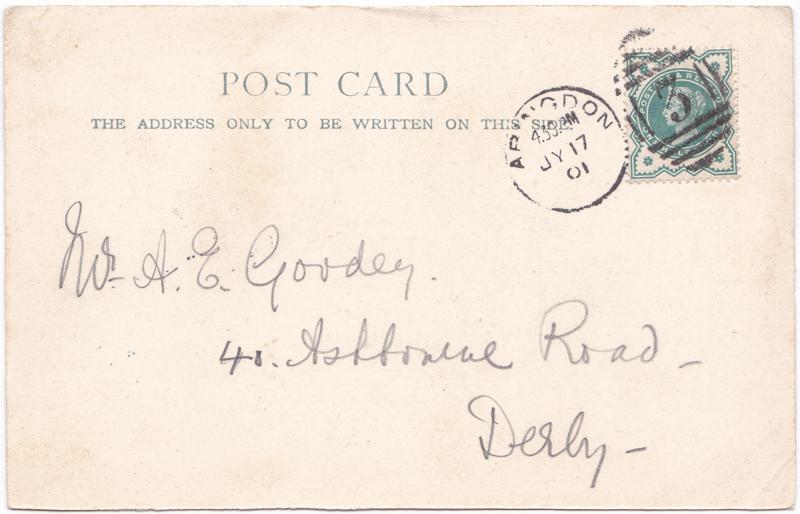 POST CARD
THE ADDRESS ONLY TO BE WRITTEN ON THIS SIDE.
ABINGDON
4.30PM
JY 17
01
Mr. A. E. Goodey.
40. Ashbourne Road –
Derby –